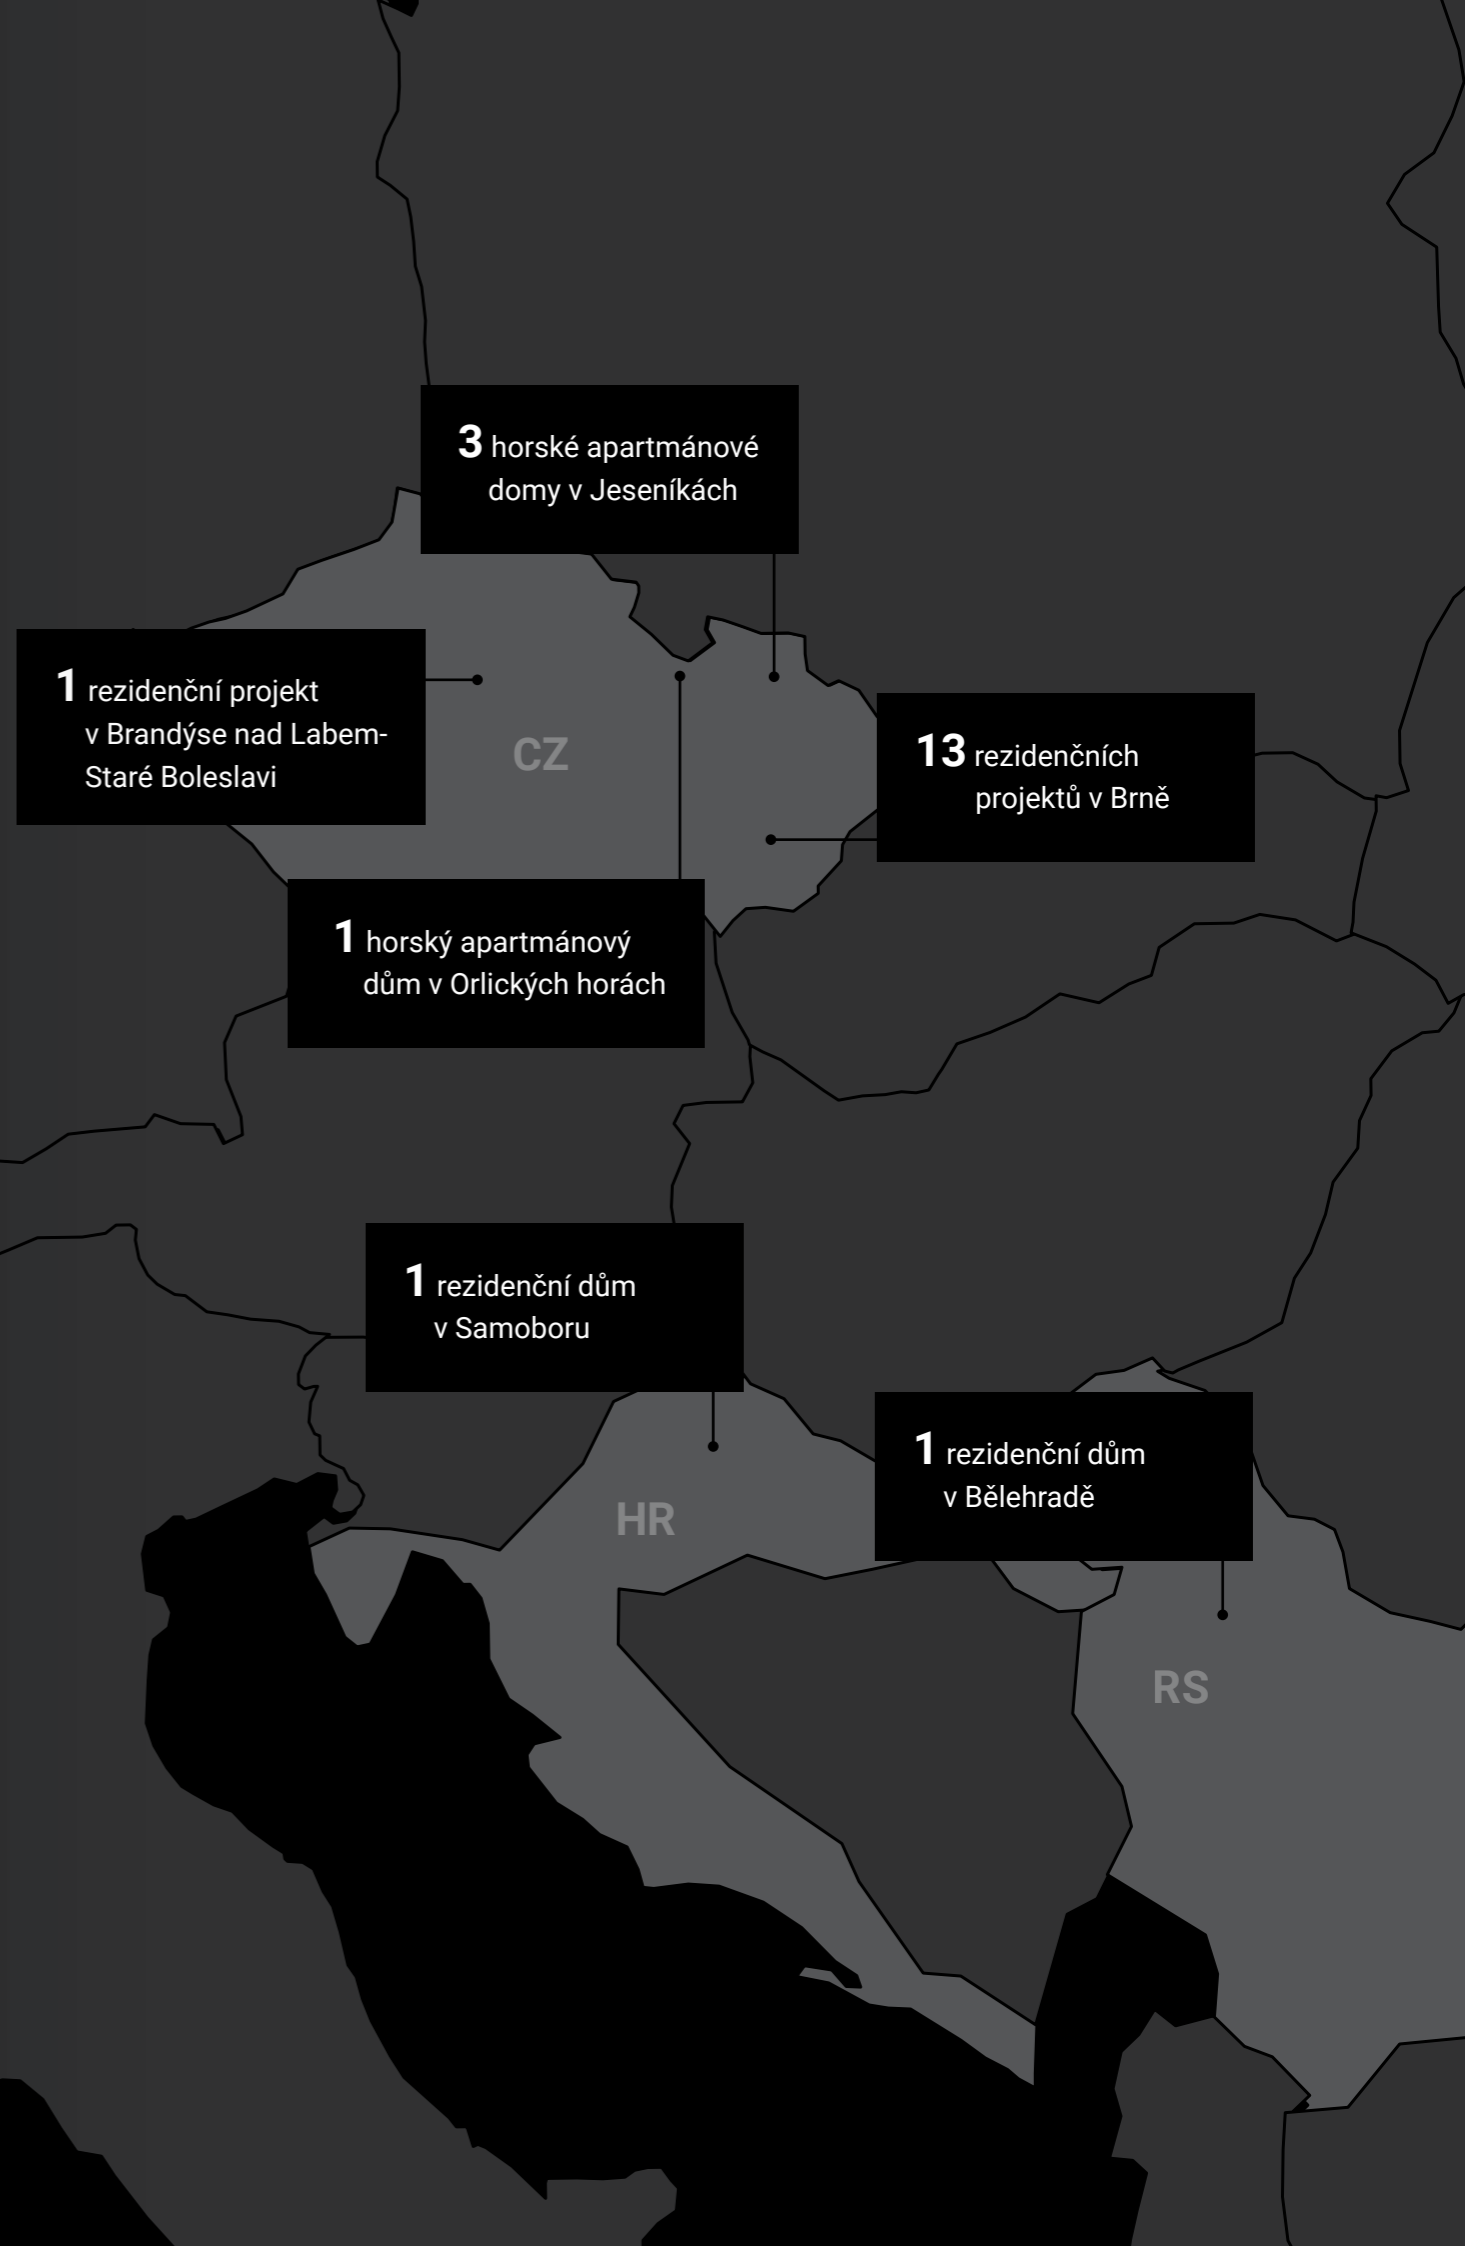 3 horské apartmánové
domy v Jeseníkách
1 rezidenční projekt
v Brandýse nad Labem-
Staré Boleslavi
CZ
13 rezidenčních
projektů v Brně
1 horský apartmánový
dům v Orlických horách
1 rezidenční dům
v Samoboru
HR
1 rezidenční dům
v Bělehradě
RS